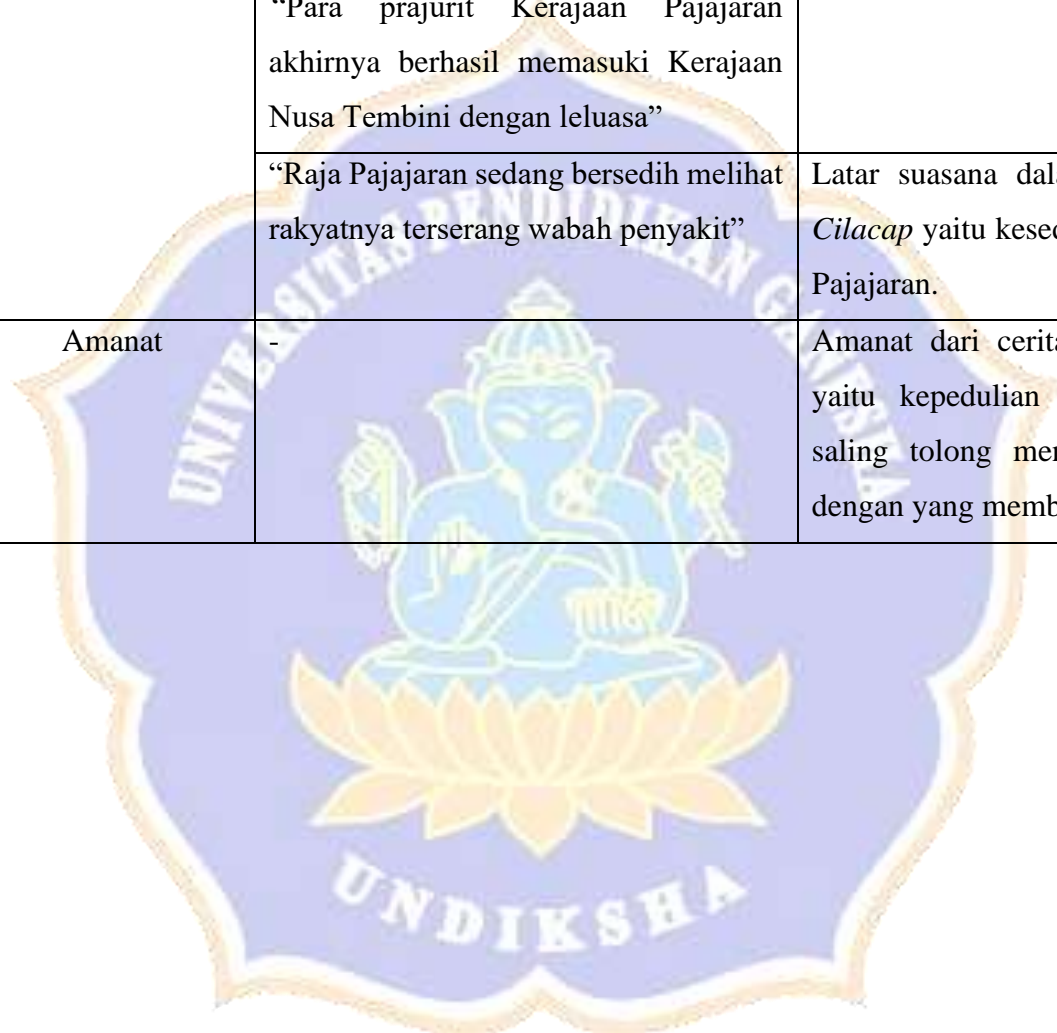 “Para prajurit Kerajaan Pajajaran
akhirnya berhasil memasuki Kerajaan
Nusa Tembini dengan leluasa”
“Raja Pajajaran sedang bersedih melihat
rakyatnya terserang wabah penyakit”
Latar suasana
Cilacap yaitu
Pajajaran.
Amanat
-
Amanat dari
yaitu kepedulian
saling tolong
dengan yang
UNIVERSITAS PENDIDIKAN GANESHA
UNDIKSHA